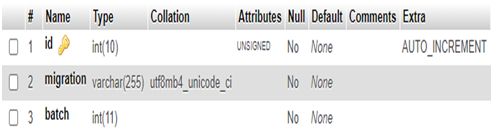 # Name Type Collation Attributes Null Default Comments Extra
1 id int(10) UNSIGNED No None AUTO_INCREMENT
2 migration varchar(255) utf8mb4_unicode_ci No None
3 batch int(11) No None